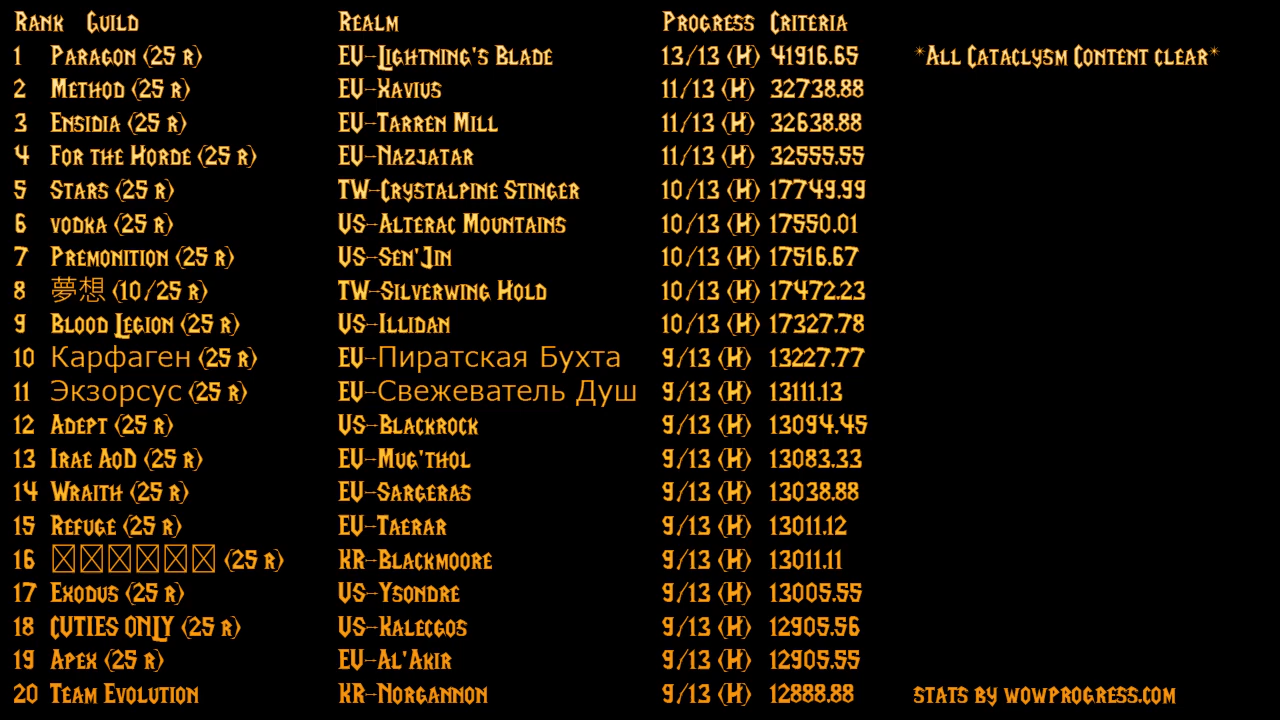 Rank Guild Realm Progress Criteria
1 Paragon (25 r) EU-Lightning's Blade 13/13 (H) 41916.65 *All Cataclysm Content clear*
2 Method (25 r) EU-Xavius 11/13 (H) 32738.88
3 Ensidia (25 r) EU-Tarren Mill 11/13 (H) 32638.88
4 For the Horde (25 r) EU-Nazjatar 11/13 (H) 32555.55
5 Stars (25 r) TW-Crystalpine Stinger 10/13 (H) 17749.99
6 vodka (25 r) US-Alterac Mountains 10/13 (H) 17550.01
7 Premonition (25 r) US-Sen'Jin 10/13 (H) 17516.67
8 夢想 (10/25 r) TW-Silverwing Hold 10/13 (H) 17472.23
9 Blood Legion (25 r) US-Illidan 10/13 (H) 17327.78
10 Карфаген (25 r) EU-Пиратская Бухта 9/13 (H) 13227.77
11 Экзорсус (25 r) EU-Свежеватель Душ 9/13 (H) 13111.13
12 Adept (25 r) US-Blackrock 9/13 (H) 13094.45
13 Irae AoD (25 r) EU-Mug'thol 9/13 (H) 13083.33
14 Wraith (25 r) EU-Sargeras 9/13 (H) 13038.88
15 Refuge (25 r) EU-Taerar 9/13 (H) 13011.12
16 (25 r) KR-Blackmoore 9/13 (H) 13011.11
17 Exodus (25 r) US-Ysondre 9/13 (H) 13005.55
18 CUTIES ONLY (25 r) US-Kalecgos 9/13 (H) 12905.56
19 Apex (25 r) EU-Al'Akir 9/13 (H) 12905.55
20 Team Evolution KR-Norgannon 9/13 (H) 12888.88 stats by wowprogress.com